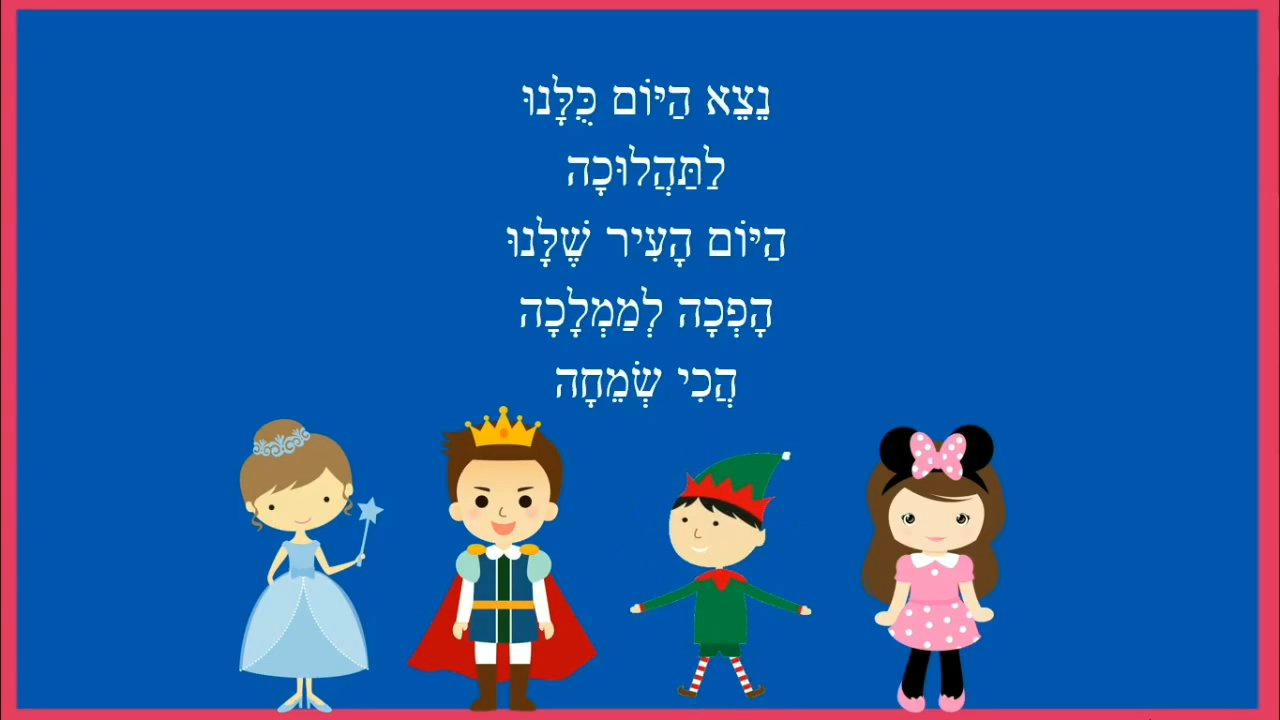 נֵצֵא הַיּוֹם כֻּלָּנוּ
לַתַּהֲלוּכָה
הַיּוֹם הָעִיר שֶׁלָּנוּ
הָפְכָה לְמַמְלָכָה
הֲכִי שְׂמֵחָה